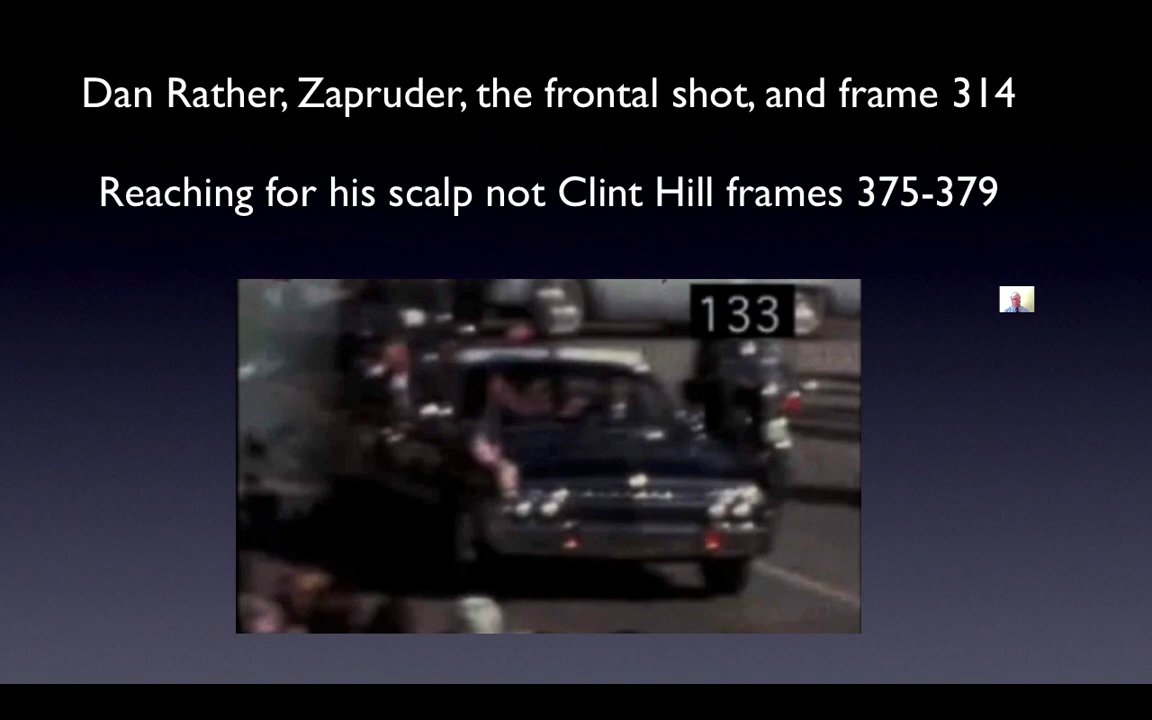 Dan Rather, Zapruder, the frontal shot, and frame 314
Reaching for his scalp not Clint Hill frames 375-379
133